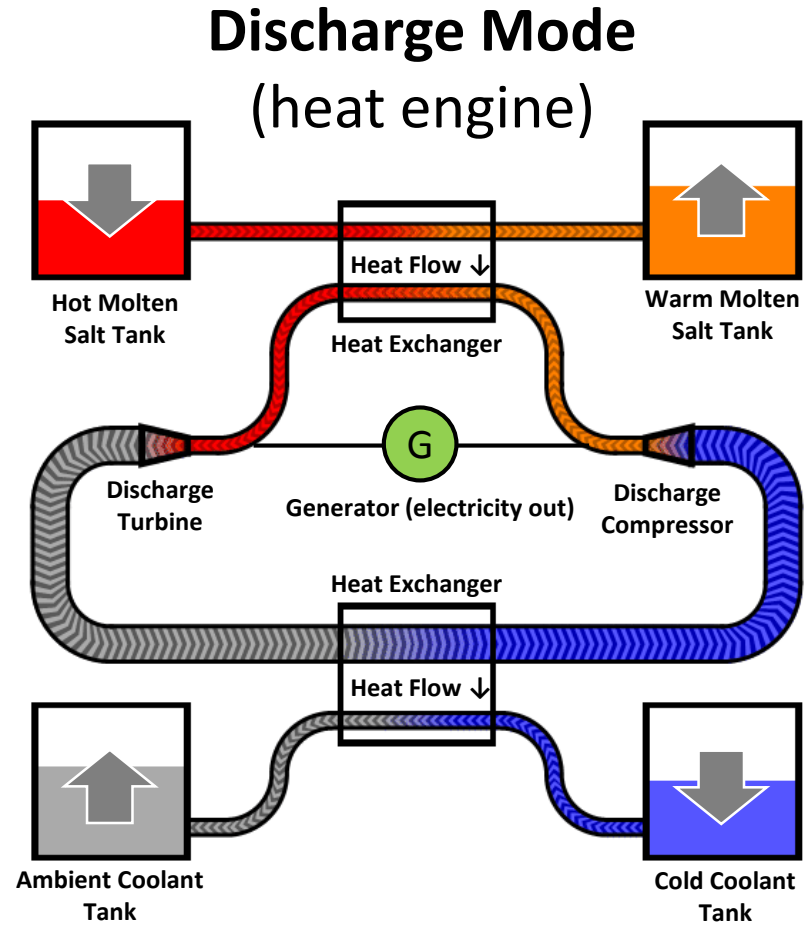 Discharge Mode
(heat engine)
Heat Flow ↓
Hot Molten
Salt Tank
Warm Molten
Salt Tank
Heat Exchanger
G
Discharge
Turbine
Generator (electricity out)
Discharge
Compressor
Heat Exchanger
Heat Flow ↓
Ambient Coolant
Tank
Cold Coolant
Tank